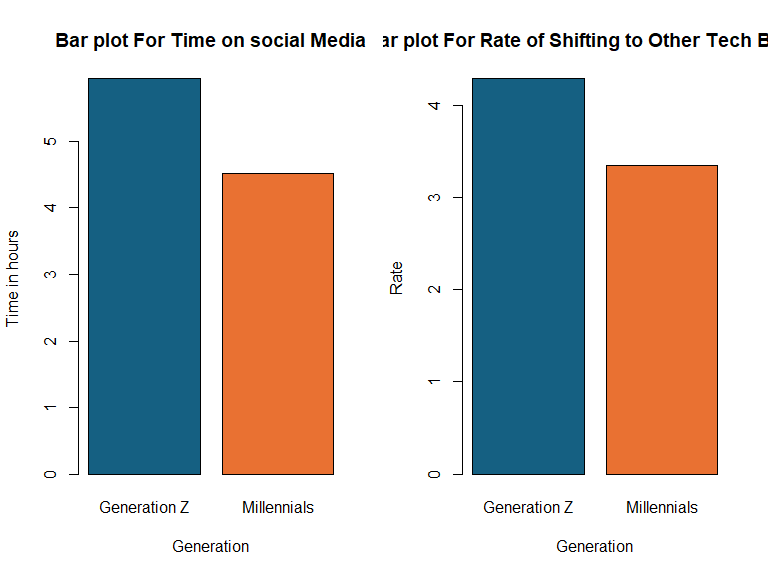 Bar plot For Time on social Media
Time in hours
5
4
3
2
1
0
Generation Z Millennials
Generation
ar plot For Rate of Shifting to Other Tech B
Rate
4
3
2
1
0
Generation Z Millennials
Generation